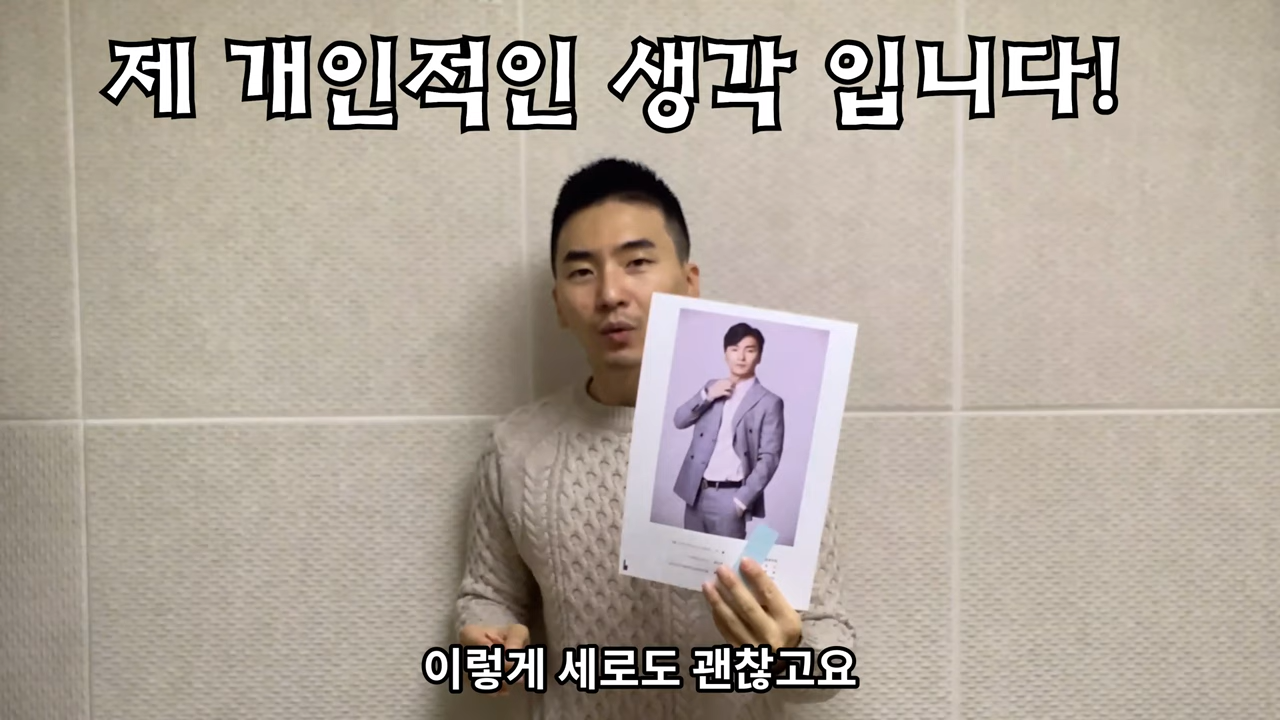 제 개인적인 생각 입니다!
이렇게 세로도 괜찮고요